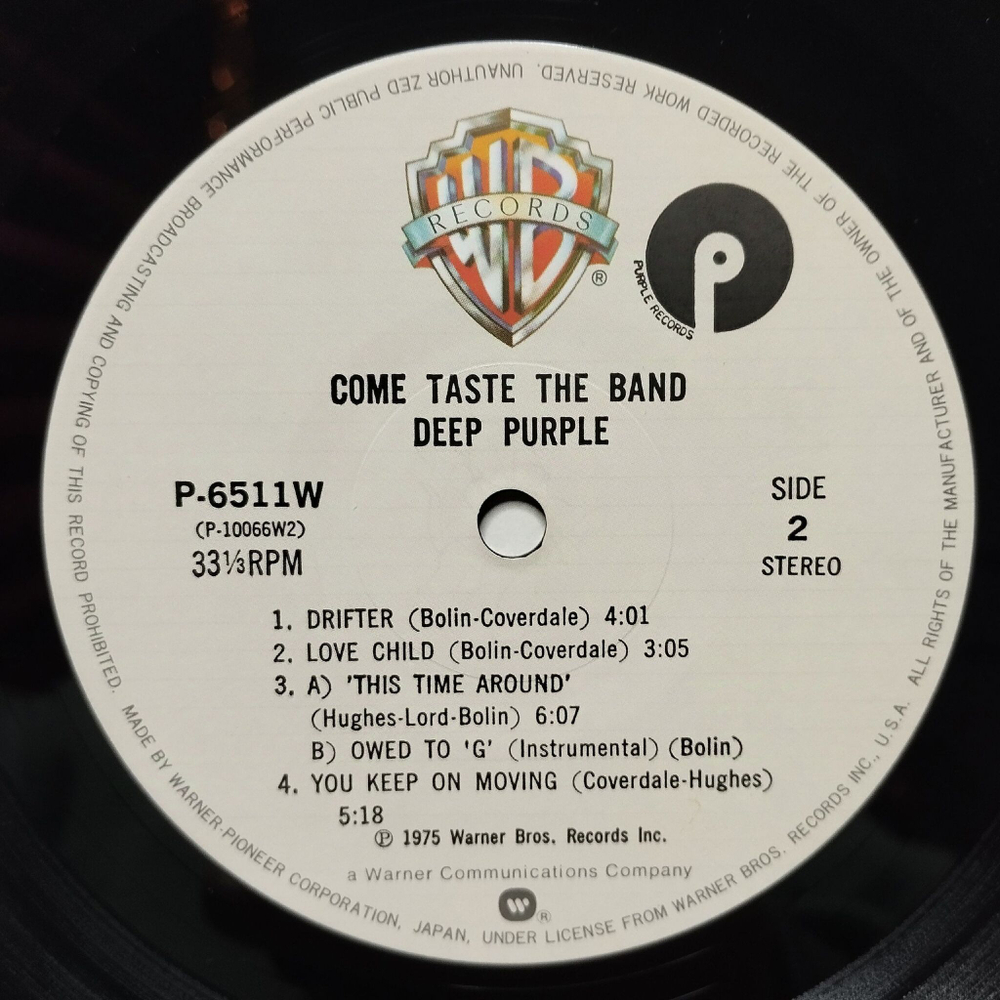 WB
RECORDS
®
P
PURPLE RECORDS
COME TASTE THE BAND
DEEP PURPLE
P-6511W
(P-10066W2)
33⅓RPM
SIDE
2
STEREO
1. DRIFTER (Bolin-Coverdale) 4:01
2. LOVE CHILD (Bolin-Coverdale) 3:05
3. A) 'THIS TIME AROUND'
(Hughes-Lord-Bolin) 6:07
B) OWED TO 'G' (Instrumental) (Bolin)
4. YOU KEEP ON MOVING (Coverdale-Hughes)
5:18
Ⓟ 1975 Warner Bros. Records Inc.
a Warner Communications Company
W®
MADE BY WARNER-PIONEER CORPORATION, JAPAN, UNDER LICENSE FROM WARNER BROS. RECORDS INC., U.S.A. ALL RIGHTS OF THE MANUFACTURER AND OF THE OWNER OF THE RECORDED WORK RESERVED. UNAUTHOR ZED PUBLIC PERFORMANCE BROADCASTING AND COPYING OF THIS RECORD PROHIBITED.